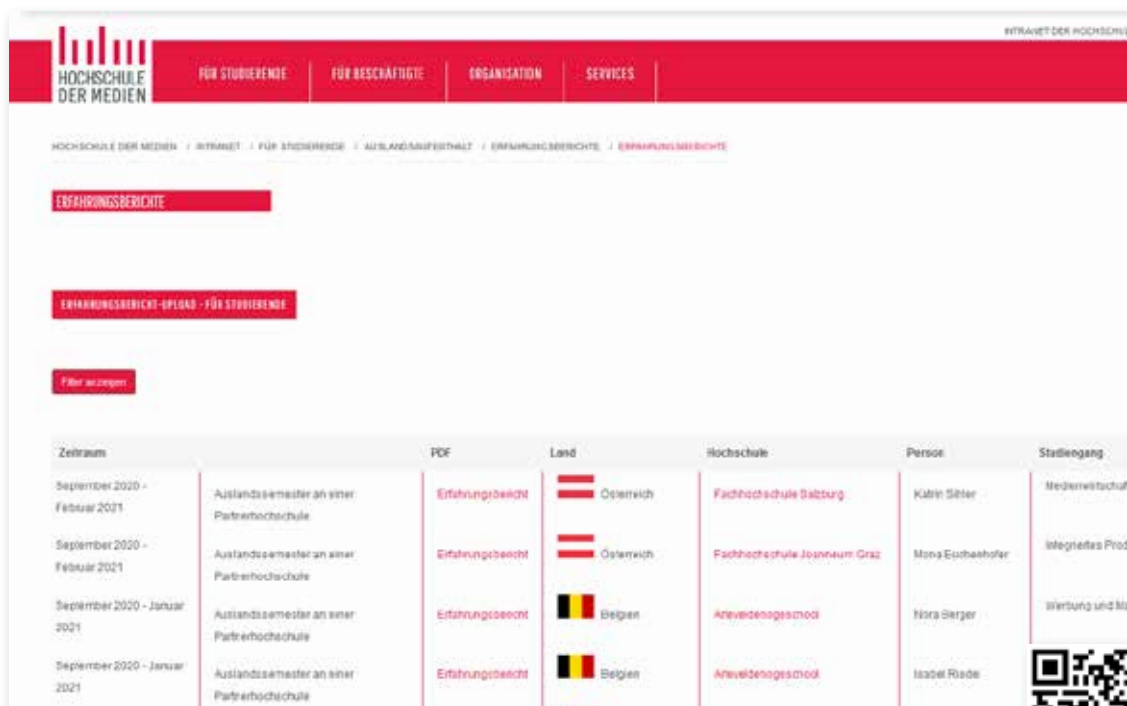 INTRANET DER HOCHSCHUL
HOCHSCHULE
DER MEDIEN
FÜR STUDIERENDE
FÜR BESCHÄFTIGTE
ORGANISATION
SERVICES
HOCHSCHULE DER MEDIEN / INTRANET / FÜR STUDIERENDE / AUSLANDSAUFENTHALT / ERFAHRUNGSBERICHTE / ERFAHRUNGSBERICHTE
ERFAHRUNGSBERICHTE
ERFAHRUNGSBERICHT-UPLOAD - FÜR STUDIERENDE
Filter anzeigen
Zeitraum PDF Land Hochschule Person Studiengang
September 2020 - Auslandssemester an einer Erfahrungsbericht Österreich Fachhochschule Salzburg Katrin Medienwirtschaf
Februar 2021 Partnerhochschule
September 2020 - Auslandssemester an einer Erfahrungsbericht Österreich Fachhochschule Joanneum Graz Mona Integriertes Prod
Februar 2021 Partnerhochschule
September 2020 - Januar Auslandssemester an einer Erfahrungsbericht Belgien Arteveldehogeschool Nora Berger Werbung und Ma
2021 Partnerhochschule
September 2020 - Januar Auslandssemester an einer Erfahrungsbericht Belgien Arteveldehogeschool Isabel
2021 Partnerhochschule